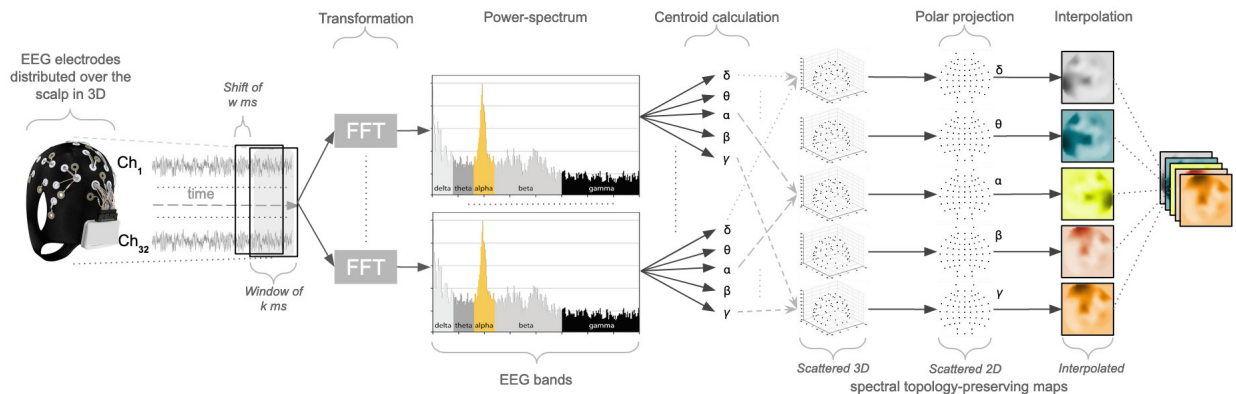 Transformation
Power-spectrum
Centroid calculation
Polar projection
Interpolation
EEG electrodes
distributed over the
scalp in 3D
Shift of
w ms
Ch1
time
Ch32
Window of
k ms
FFT
FFT
delta theta alpha beta gamma
delta theta alpha beta gamma
EEG bands
δ
θ
α
β
γ
δ
θ
α
β
γ
δ
θ
α
β
γ
Scattered 3D
Scattered 2D
Interpolated
spectral topology-preserving maps